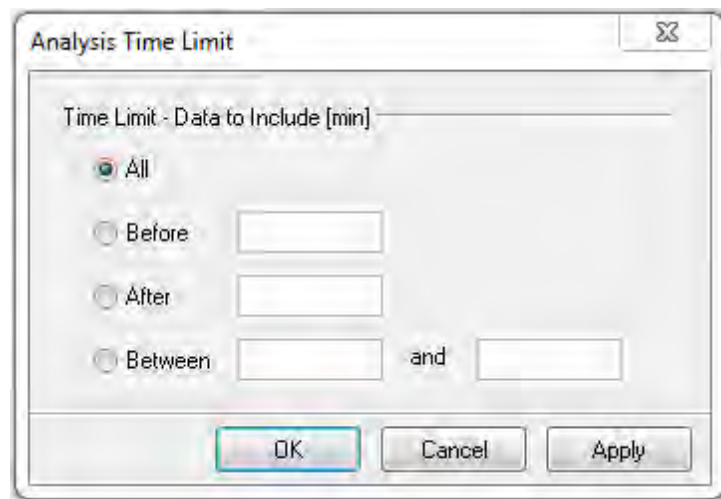 Analysis Time Limit
Time Limit - Data to Include [min]
All
Before
After
Between and
OK Cancel Apply